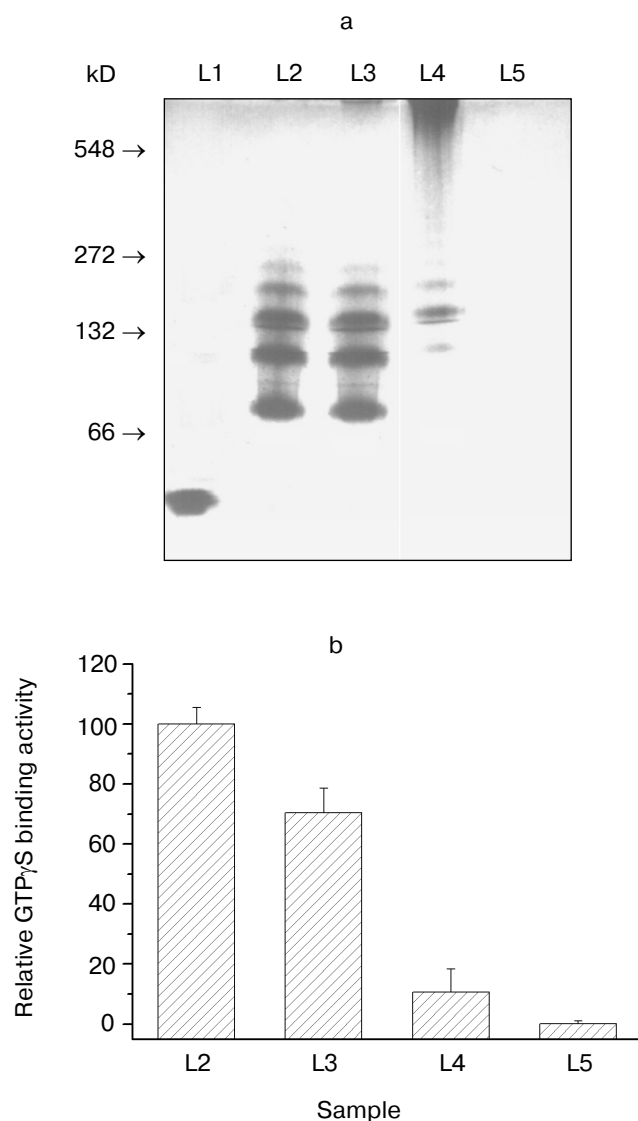 a
kD L1 L2 L3 L4 L5
548 →
272 →
132 →
66 →
b
120
100
80
60
40
20
0
Relative GTPγS binding activity
L2 L3 L4 L5
Sample